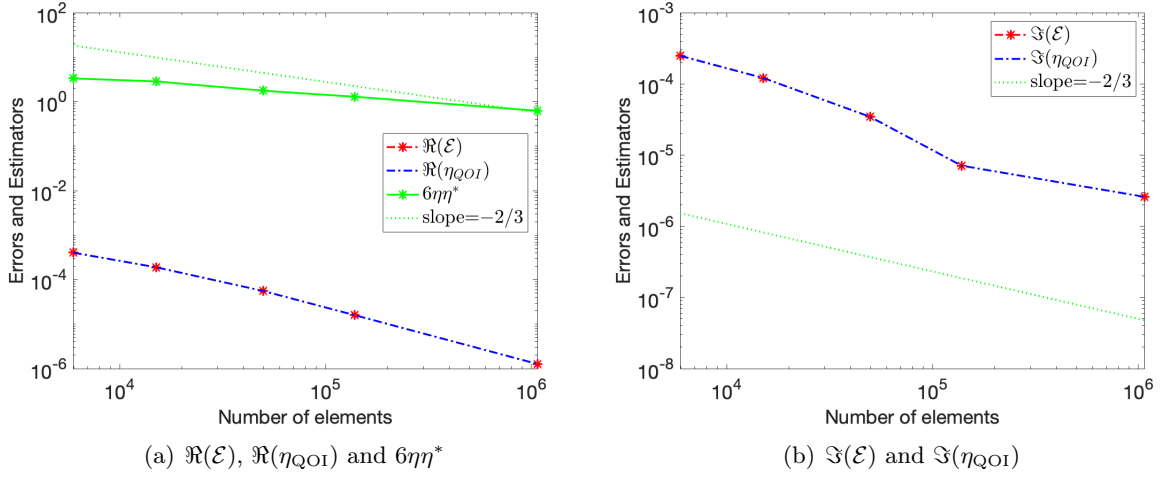 10^2
10^0
10^-2
10^-4
10^-6
Errors and Estimators
ℜ(ℰ)
ℜ(η_QOI)
6ηη*
slope=−2/3
10^4
10^5
10^6
Number of elements
(a) ℜ(ℰ), ℜ(η_QOI) and 6ηη*
10^-3
10^-4
10^-5
10^-6
10^-7
10^-8
Errors and Estimators
ℑ(ℰ)
ℑ(η_QOI)
slope=−2/3
10^4
10^5
10^6
Number of elements
(b) ℑ(ℰ) and ℑ(η_QOI)